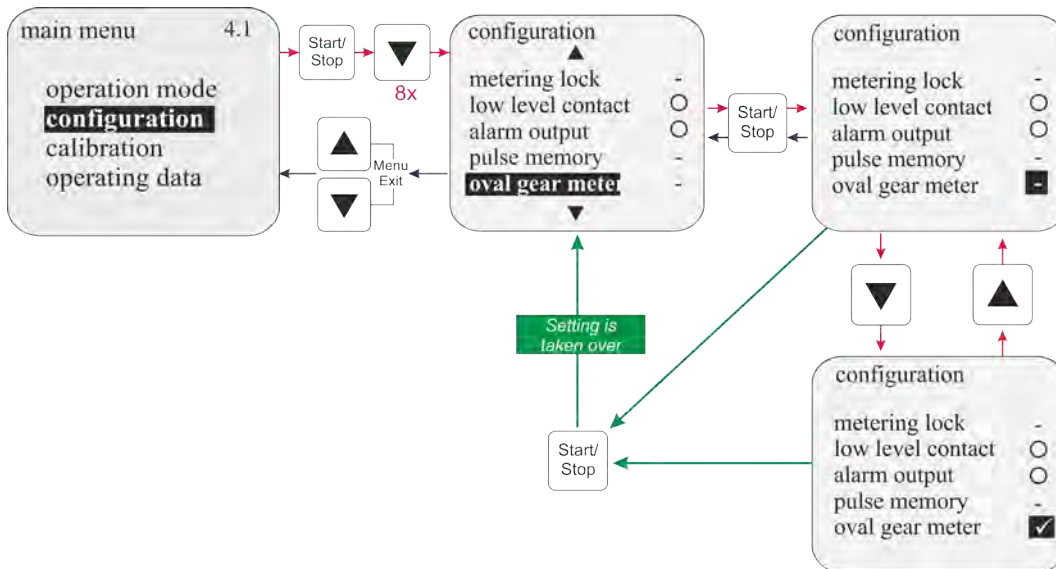 main menu 4.1
operation mode
configuration
calibration
operating data
Start/
Stop
8x
Menu
Exit
configuration
metering lock -
low level contact O
alarm output O
pulse memory -
oval gear meter -
Start/
Stop
configuration
metering lock -
low level contact O
alarm output O
pulse memory -
oval gear meter -
Setting is
taken over
Start/
Stop
configuration
metering lock -
low level contact O
alarm output O
pulse memory -
oval gear meter ✓